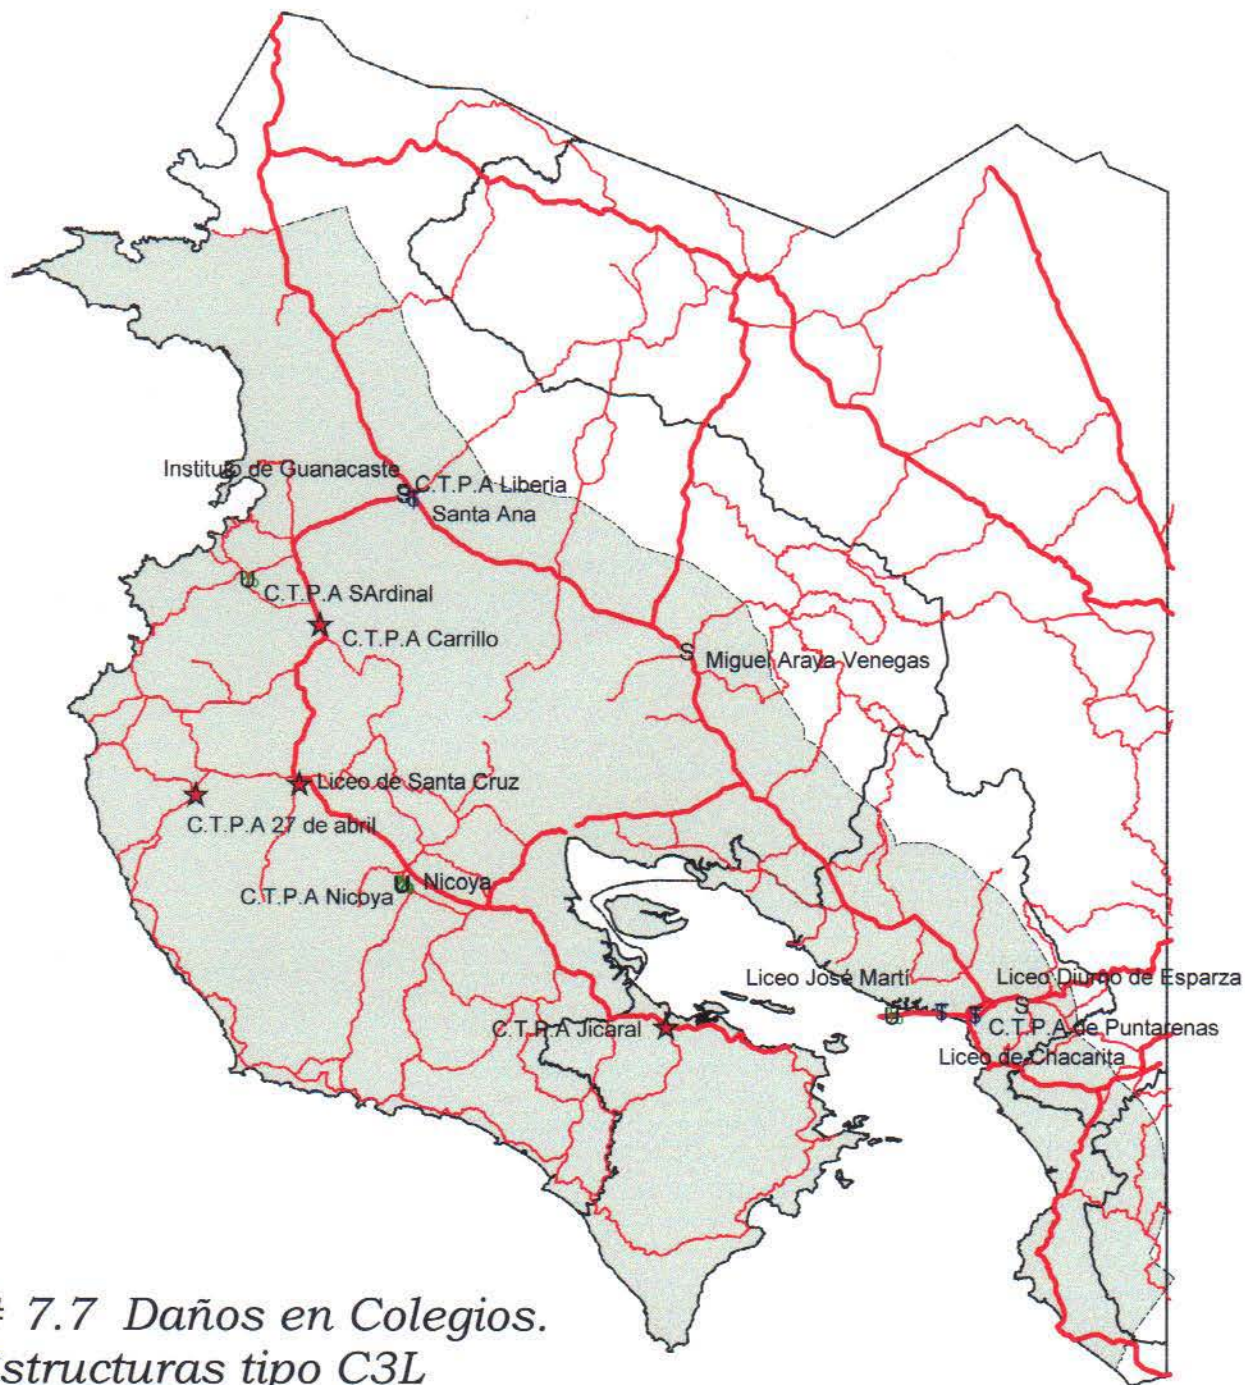 Instituto de Guanacaste
C.T.P.A Liberia
Santa Ana
C.T.P.A SArdinal
C.T.P.A Carrillo
S Miguel Araya Venegas
Liceo de Santa Cruz
C.T.P.A 27 de abril
Nicoya
C.T.P.A Nicoya
Liceo José Martí
Liceo Diurno de Esparza
C.T.P.A Jicaral
C.T.P.A de Puntarenas
Liceo de Chacarita
7.7 Daños en Colegios.
structuras tipo C3L